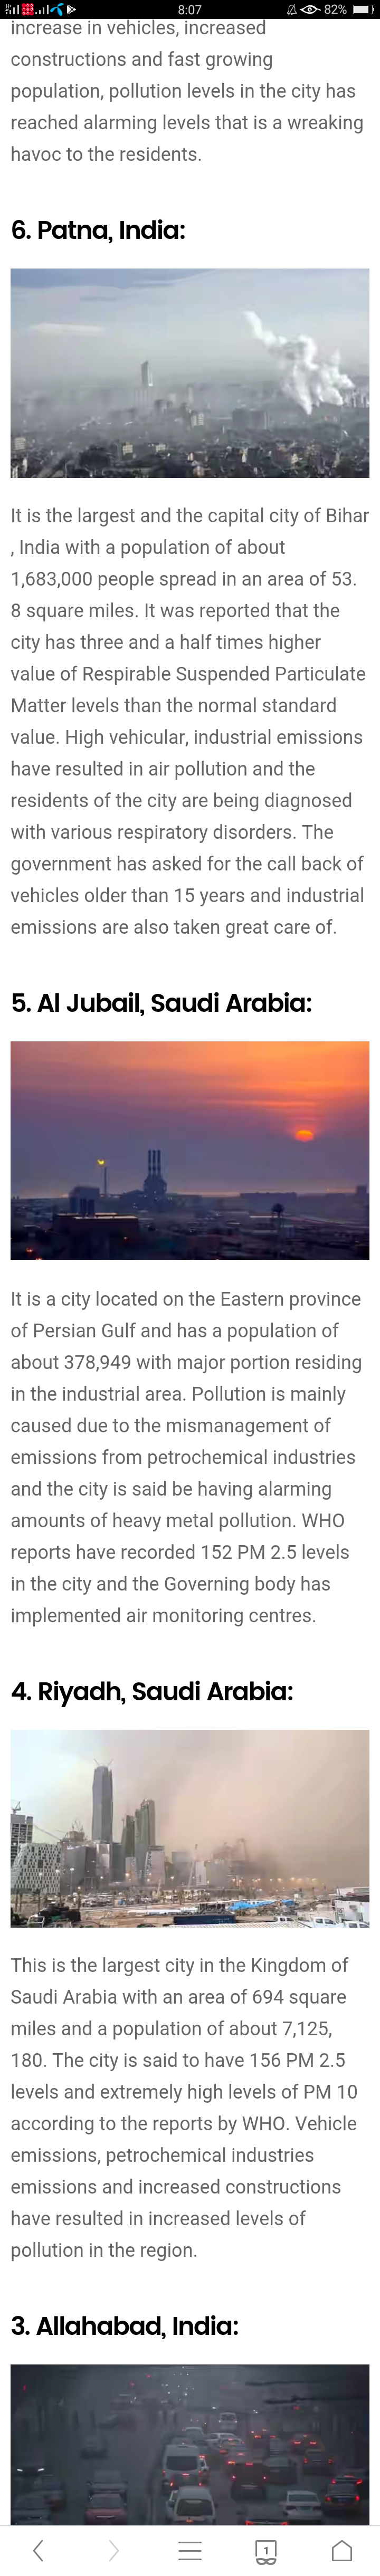 8:07
82%
increase in vehicles, increased
constructions and fast growing
population, pollution levels in the city has
reached alarming levels that is a wreaking
havoc to the residents.
6. Patna, India:
It is the largest and the capital city of Bihar
, India with a population of about
1,683,000 people spread in an area of 53.
8 square miles. It was reported that the
city has three and a half times higher
value of Respirable Suspended Particulate
Matter levels than the normal standard
value. High vehicular, industrial emissions
have resulted in air pollution and the
residents of the city are being diagnosed
with various respiratory disorders. The
government has asked for the call back of
vehicles older than 15 years and industrial
emissions are also taken great care of.
5. Al Jubail, Saudi Arabia:
It is a city located on the Eastern province
of Persian Gulf and has a population of
about 378,949 with major portion residing
in the industrial area. Pollution is mainly
caused due to the mismanagement of
emissions from petrochemical industries
and the city is said be having alarming
amounts of heavy metal pollution. WHO
reports have recorded 152 PM 2.5 levels
in the city and the Governing body has
implemented air monitoring centres.
4. Riyadh, Saudi Arabia:
This is the largest city in the Kingdom of
Saudi Arabia with an area of 694 square
miles and a population of about 7,125,
180. The city is said to have 156 PM 2.5
levels and extremely high levels of PM 10
according to the reports by WHO. Vehicle
emissions, petrochemical industries
emissions and increased constructions
have resulted in increased levels of
pollution in the region.
3. Allahabad, India:
1